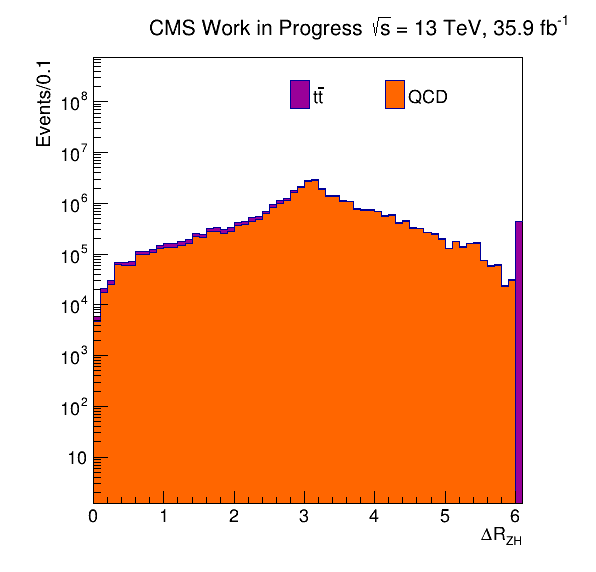 CMS Work in Progress √s = 13 TeV, 35.9 fb⁻¹
Events/0.1
tt̄ QCD
10⁸
10⁷
10⁶
10⁵
10⁴
10³
10²
10
0 1 2 3 4 5 6
ΔR_ZH